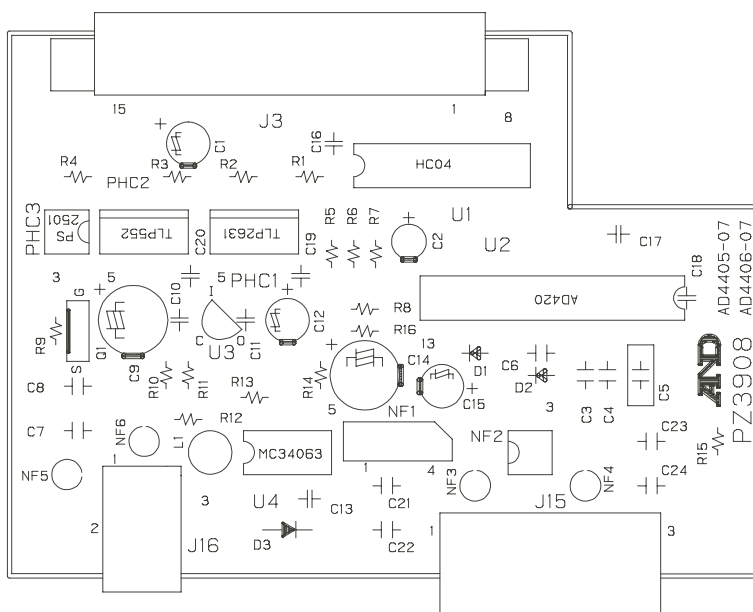 15
1
8
J3
C1
C16
HC04
R4
R3
R2
R1
PHC2
PHC3
PS
2501
TLP552
TLP2631
C20
C19
R5
R6
R7
U1
C2
U2
C17
C18
AD4405-07
AD4406-07
3
5
5
PHC1
C10
I
G
AD420
R9
Q1
S
C9
C
U3
O
C11
C12
R8
R16
13
C14
D1
C6
D2
C15
C3
C4
C5
AND
PZ3908
C8
R10
R11
R13
R14
5
NF1
3
C7
NF6
L1
R12
MC34063
NF2
C23
R15
NF5
1
1
4
NF3
NF4
C24
3
U4
C13
C21
J15
2
J16
D3
C22
1
3